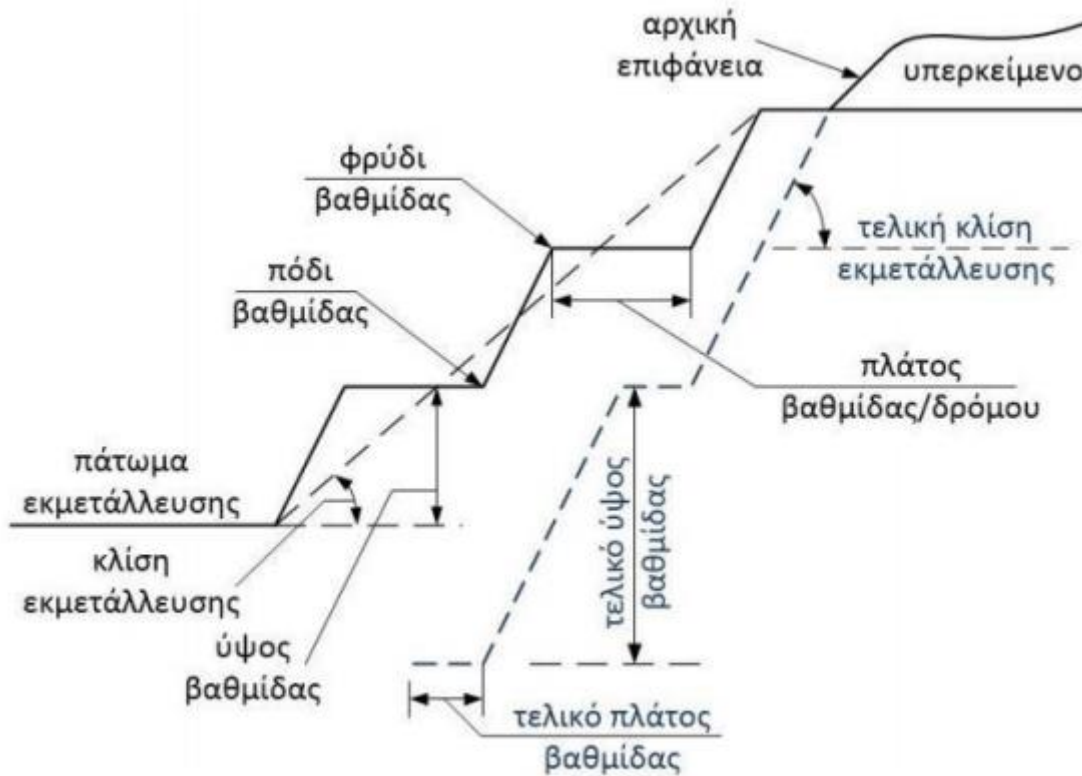 αρχική
επιφάνεια
υπερκείμενο
φρύδι
βαθμίδας
τελική κλίση
εκμετάλλευσης
πόδι
βαθμίδας
πλάτος
βαθμίδας/δρόμου
πάτωμα
εκμετάλλευσης
τελικό ύψος
βαθμίδας
κλίση
εκμετάλλευσης
ύψος
βαθμίδας
τελικό πλάτος
βαθμίδας